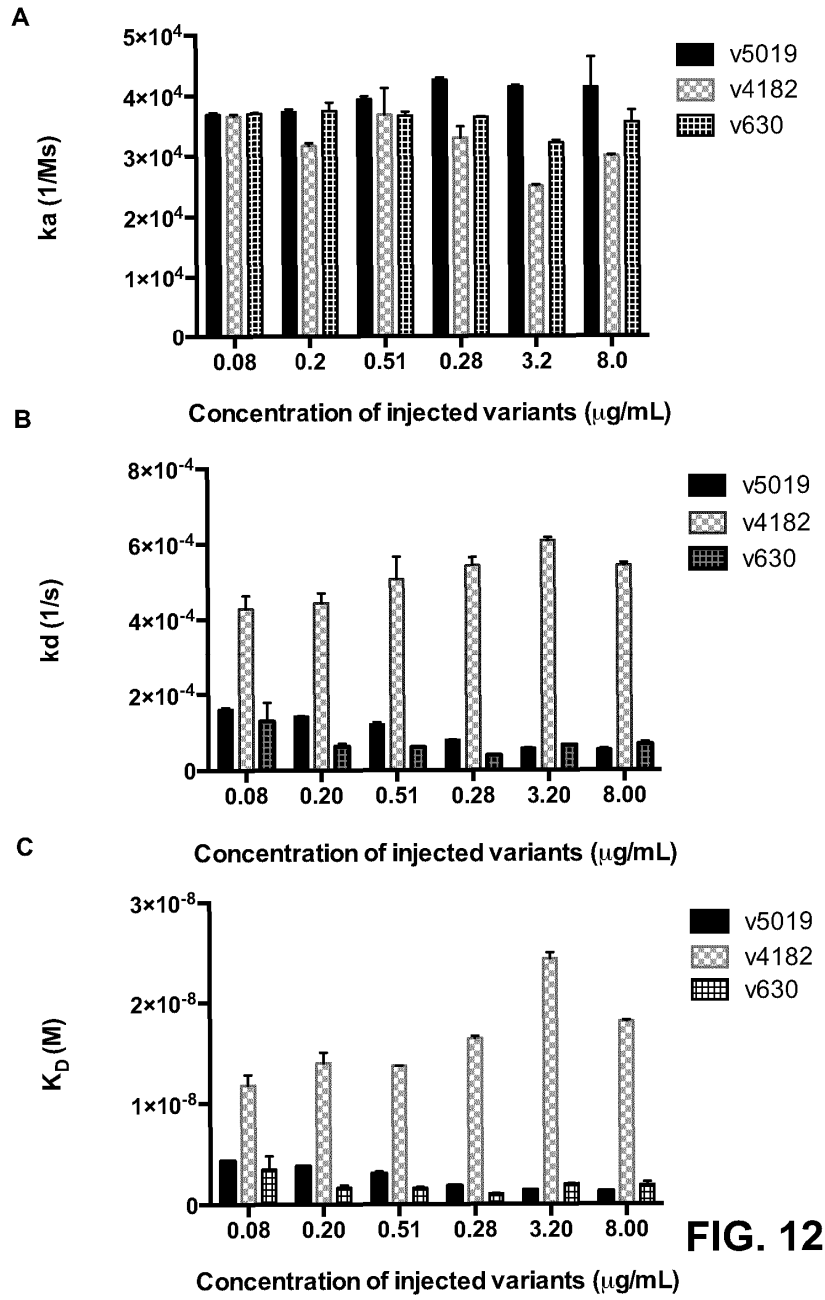 A
5×10⁴
4×10⁴
3×10⁴
2×10⁴
1×10⁴
0
ka (1/Ms)
v5019
v4182
v630
0.08 0.2 0.51 0.28 3.2 8.0
Concentration of injected variants (μg/mL)
B
8×10⁻⁴
6×10⁻⁴
4×10⁻⁴
2×10⁻⁴
0
kd (1/s)
v5019
v4182
v630
0.08 0.20 0.51 0.28 3.20 8.00
Concentration of injected variants (μg/mL)
C
3×10⁻⁸
2×10⁻⁸
1×10⁻⁸
0
K_D (M)
v5019
v4182
v630
0.08 0.20 0.51 0.28 3.20 8.00
Concentration of injected variants (μg/mL)
FIG. 12